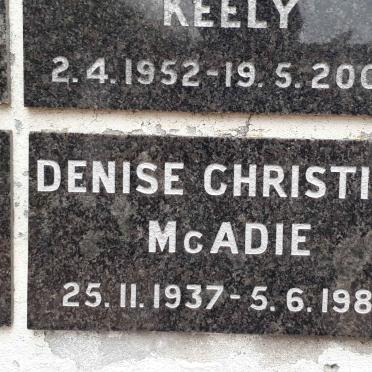 KEELY
2.4.1952-19.5.200
DENISE CHRISTI
McADIE
25.11.1937-5.6.198